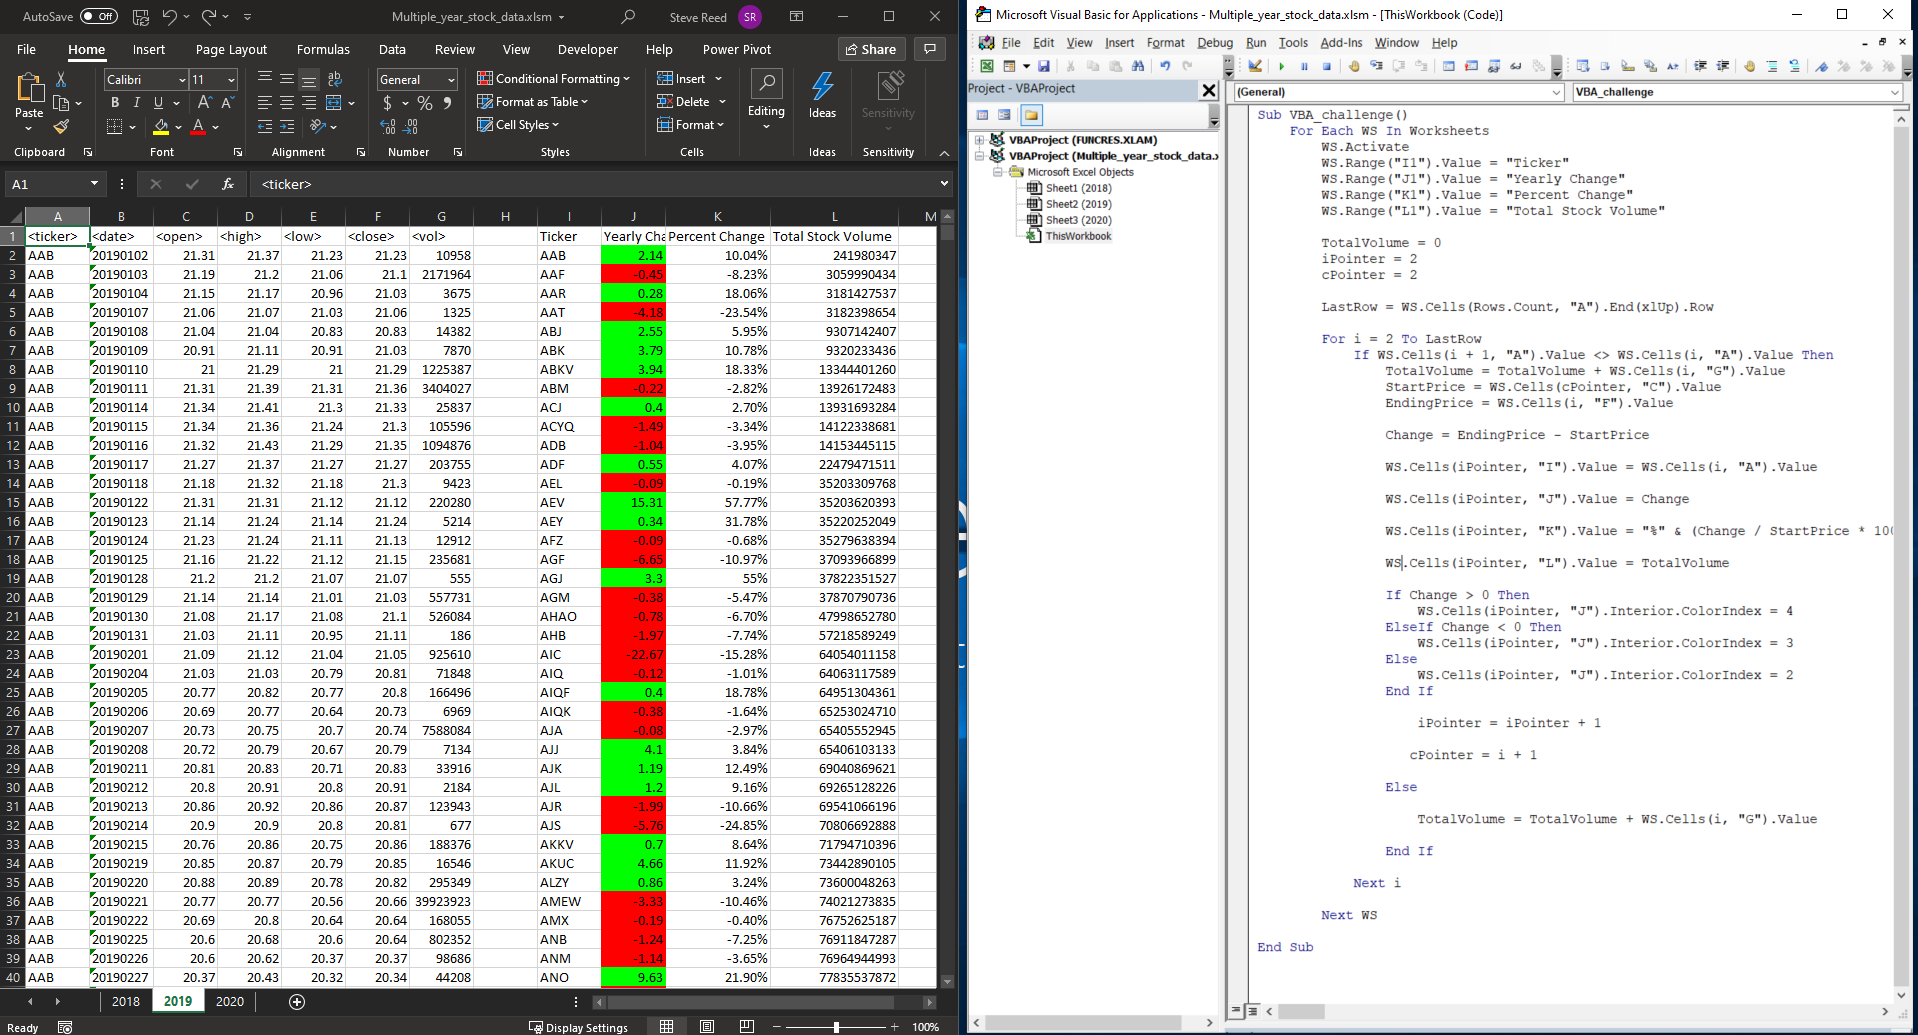 AutoSave Off Multiple_year_stock_data.xlsm Steve Reed SR
File Home Insert Page Layout Formulas Data Review View Developer Help Power Pivot Share
Paste Calibri 11 General Conditional Formatting Insert
B I U A A ab Format as Table Delete Editing Ideas Sensitivity
$ % 9 Cell Styles Format
Clipboard Font Alignment Number Styles Cells Ideas Sensitivity
A1 fx <ticker>
A B C D E F G H I J K L M
1 <ticker> <date> <open> <high> <low> <close> <vol> Ticker Yearly Cha Percent Change Total Stock Volume
2 AAB 20190102 21.31 21.37 21.23 21.23 10958 AAB 2.14 10.04% 241980347
3 AAB 20190103 21.19 21.2 21.06 21.1 2171964 AAF -0.45 -8.23% 3059990434
4 AAB 20190104 21.15 21.17 20.96 21.03 3675 AAR 0.28 18.06% 3181427537
5 AAB 20190107 21.06 21.07 21.03 21.06 1325 AAT -4.18 -23.54% 3182398654
6 AAB 20190108 21.04 21.04 20.83 20.83 14382 ABJ 2.55 5.95% 9307142407
7 AAB 20190109 20.91 21.11 20.91 21.03 7870 ABK 3.79 10.78% 9320233436
8 AAB 20190110 21 21.29 21 21.29 1225387 ABKV 3.94 18.33% 13344401260
9 AAB 20190111 21.31 21.39 21.31 21.36 3404027 ABM -0.22 -2.82% 13926172483
10 AAB 20190114 21.34 21.41 21.3 21.33 25837 ACJ 0.4 2.70% 13931693284
11 AAB 20190115 21.34 21.36 21.24 21.3 105596 ACYQ -1.49 -3.34% 14122338681
12 AAB 20190116 21.32 21.43 21.29 21.35 1094876 ADB -1.04 -3.95% 14153445115
13 AAB 20190117 21.27 21.37 21.27 21.27 203755 ADF 0.55 4.07% 22479471511
14 AAB 20190118 21.18 21.32 21.18 21.3 9423 AEL -0.09 -0.19% 35203309768
15 AAB 20190122 21.31 21.31 21.12 21.12 220280 AEV 15.31 57.77% 35203620393
16 AAB 20190123 21.14 21.24 21.14 21.24 5214 AEY 0.34 31.78% 35220252049
17 AAB 20190124 21.23 21.24 21.11 21.13 12912 AFZ -0.09 -0.68% 35279638394
18 AAB 20190125 21.16 21.22 21.12 21.15 235681 AGF -6.65 -10.97% 37093966899
19 AAB 20190128 21.2 21.2 21.07 21.07 555 AGJ 3.3 55% 37822351527
20 AAB 20190129 21.14 21.14 21.01 21.03 557731 AGM -0.38 -5.47% 37870790736
21 AAB 20190130 21.08 21.17 21.08 21.1 526084 AHAO -0.78 -6.70% 47998652780
22 AAB 20190131 21.03 21.11 20.95 21.11 186 AHB -1.97 -7.74% 57218589249
23 AAB 20190201 21.09 21.12 21.04 21.05 925610 AIC -22.67 -15.28% 64054011158
24 AAB 20190204 21.03 21.03 20.79 20.81 71848 AIQ -0.12 -1.01% 64063117589
25 AAB 20190205 20.77 20.82 20.77 20.8 166496 AIQF 0.4 18.78% 64951304361
26 AAB 20190206 20.69 20.77 20.64 20.73 6969 AIQK -0.38 -1.64% 65253024710
27 AAB 20190207 20.73 20.75 20.7 20.74 7588084 AJA -0.08 -2.97% 65405552945
28 AAB 20190208 20.72 20.79 20.67 20.79 7134 AJJ 4.1 3.84% 65406103133
29 AAB 20190211 20.81 20.83 20.71 20.83 33916 AJK 1.19 12.49% 69040869621
30 AAB 20190212 20.8 20.91 20.8 20.91 2184 AJL 1.2 9.16% 69265128226
31 AAB 20190213 20.86 20.92 20.86 20.87 123943 AJR -1.99 -10.66% 69541066196
32 AAB 20190214 20.9 20.9 20.8 20.81 677 AJS -5.76 -24.85% 70806692888
33 AAB 20190215 20.76 20.86 20.75 20.86 188376 AKKV 0.7 8.64% 71794710396
34 AAB 20190219 20.85 20.87 20.79 20.85 16546 AKUC 4.66 11.92% 73442890105
35 AAB 20190220 20.88 20.89 20.78 20.82 295349 ALZY 0.86 3.24% 73600048263
36 AAB 20190221 20.77 20.77 20.56 20.66 39923923 AMEW -3.33 -10.46% 74021273835
37 AAB 20190222 20.69 20.8 20.64 20.64 168055 AMX -0.19 -0.40% 76752625187
38 AAB 20190225 20.6 20.68 20.6 20.64 802352 ANB -1.24 -7.25% 76911847287
39 AAB 20190226 20.6 20.62 20.37 20.37 98686 ANM -1.14 -3.65% 76964944993
40 AAB 20190227 20.37 20.43 20.32 20.34 44208 ANO 9.63 21.90% 77835537872
2018 2019 2020
Ready Display Settings 100%
Microsoft Visual Basic for Applications - Multiple_year_stock_data.xlsm - [ThisWorkbook (Code)]
File Edit View Insert Format Debug Run Tools Add-Ins Window Help
Project - VBAProject
VBAProject (FUNCRES.XLAM)
VBAProject (Multiple_year_stock_data.x
Microsoft Excel Objects
Sheet1 (2018)
Sheet2 (2019)
Sheet3 (2020)
ThisWorkbook
(General) VBA_challenge
Sub VBA_challenge()
For Each WS In Worksheets
WS.Activate
WS.Range("I1").Value = "Ticker"
WS.Range("J1").Value = "Yearly Change"
WS.Range("K1").Value = "Percent Change"
WS.Range("L1").Value = "Total Stock Volume"
TotalVolume = 0
iPointer = 2
cPointer = 2
LastRow = WS.Cells(Rows.Count, "A").End(xlUp).Row
For i = 2 To LastRow
If WS.Cells(i + 1, "A").Value <> WS.Cells(i, "A").Value Then
TotalVolume = TotalVolume + WS.Cells(i, "G").Value
StartPrice = WS.Cells(cPointer, "C").Value
EndingPrice = WS.Cells(i, "F").Value
Change = EndingPrice - StartPrice
WS.Cells(iPointer, "I").Value = WS.Cells(i, "A").Value
WS.Cells(iPointer, "J").Value = Change
WS.Cells(iPointer, "K").Value = "%" & (Change / StartPrice * 100
WS.Cells(iPointer, "L").Value = TotalVolume
If Change > 0 Then
WS.Cells(iPointer, "J").Interior.ColorIndex = 4
ElseIf Change < 0 Then
WS.Cells(iPointer, "J").Interior.ColorIndex = 3
Else
WS.Cells(iPointer, "J").Interior.ColorIndex = 2
End If
iPointer = iPointer + 1
cPointer = i + 1
Else
TotalVolume = TotalVolume + WS.Cells(i, "G").Value
End If
Next i
Next WS
End Sub